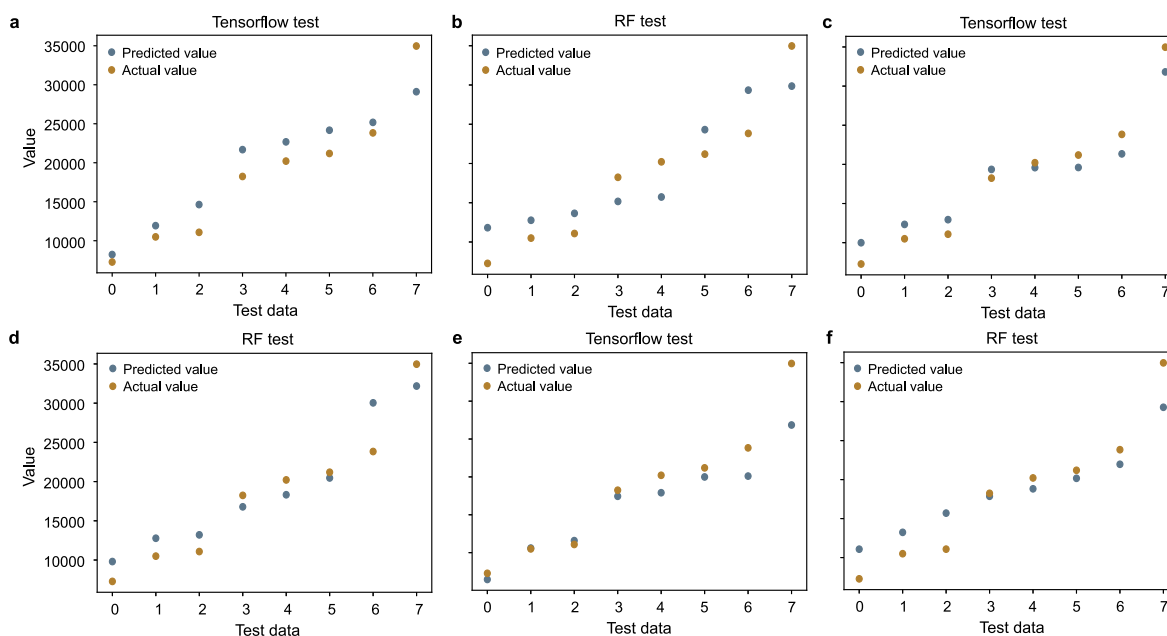 a
Tensorflow test
Predicted value
Actual value
35000
30000
25000
20000
15000
10000
Value
0 1 2 3 4 5 6 7
Test data
b
RF test
Predicted value
Actual value
0 1 2 3 4 5 6 7
Test data
c
Tensorflow test
Predicted value
Actual value
0 1 2 3 4 5 6 7
Test data
d
RF test
Predicted value
Actual value
35000
30000
25000
20000
15000
10000
Value
0 1 2 3 4 5 6 7
Test data
e
Tensorflow test
Predicted value
Actual value
0 1 2 3 4 5 6 7
Test data
f
RF test
Predicted value
Actual value
0 1 2 3 4 5 6 7
Test data